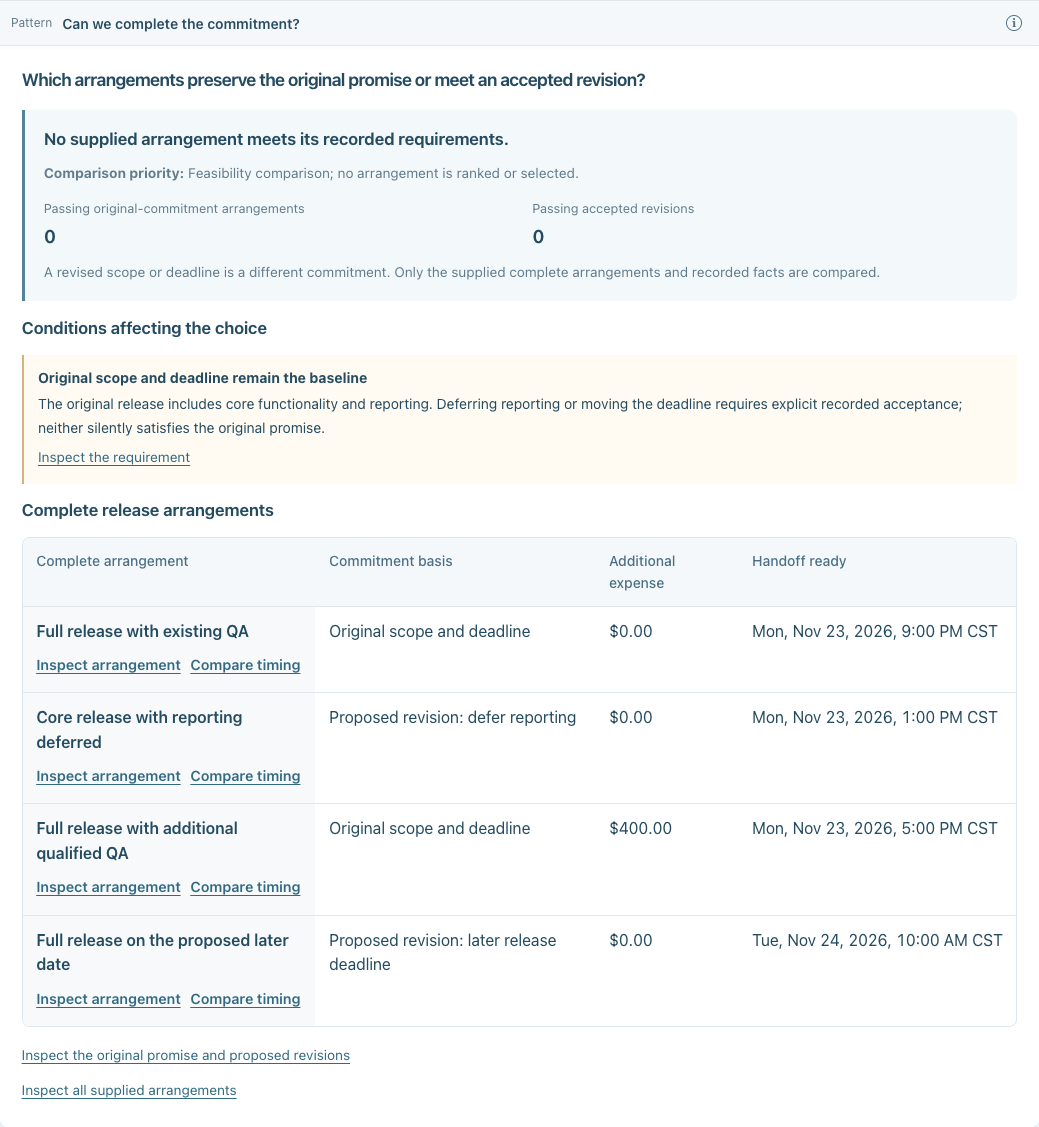 Pattern Can we complete the commitment?
Which arrangements preserve the original promise or meet an accepted revision?
No supplied arrangement meets its recorded requirements.
Comparison priority: Feasibility comparison; no arrangement is ranked or selected.
Passing original-commitment arrangements
0
Passing accepted revisions
0
A revised scope or deadline is a different commitment. Only the supplied complete arrangements and recorded facts are compared.
Conditions affecting the choice
Original scope and deadline remain the baseline
The original release includes core functionality and reporting. Deferring reporting or moving the deadline requires explicit recorded acceptance;
neither silently satisfies the original promise.
Inspect the requirement
Complete release arrangements
Complete arrangement
Commitment basis
Additional
expense
Handoff ready
Full release with existing QA
Inspect arrangement Compare timing
Original scope and deadline
$0.00
Mon, Nov 23, 2026, 9:00 PM CST
Core release with reporting
deferred
Inspect arrangement Compare timing
Proposed revision: defer reporting
$0.00
Mon, Nov 23, 2026, 1:00 PM CST
Full release with additional
qualified QA
Inspect arrangement Compare timing
Original scope and deadline
$400.00
Mon, Nov 23, 2026, 5:00 PM CST
Full release on the proposed later
date
Inspect arrangement Compare timing
Proposed revision: later release
deadline
$0.00
Tue, Nov 24, 2026, 10:00 AM CST
Inspect the original promise and proposed revisions
Inspect all supplied arrangements